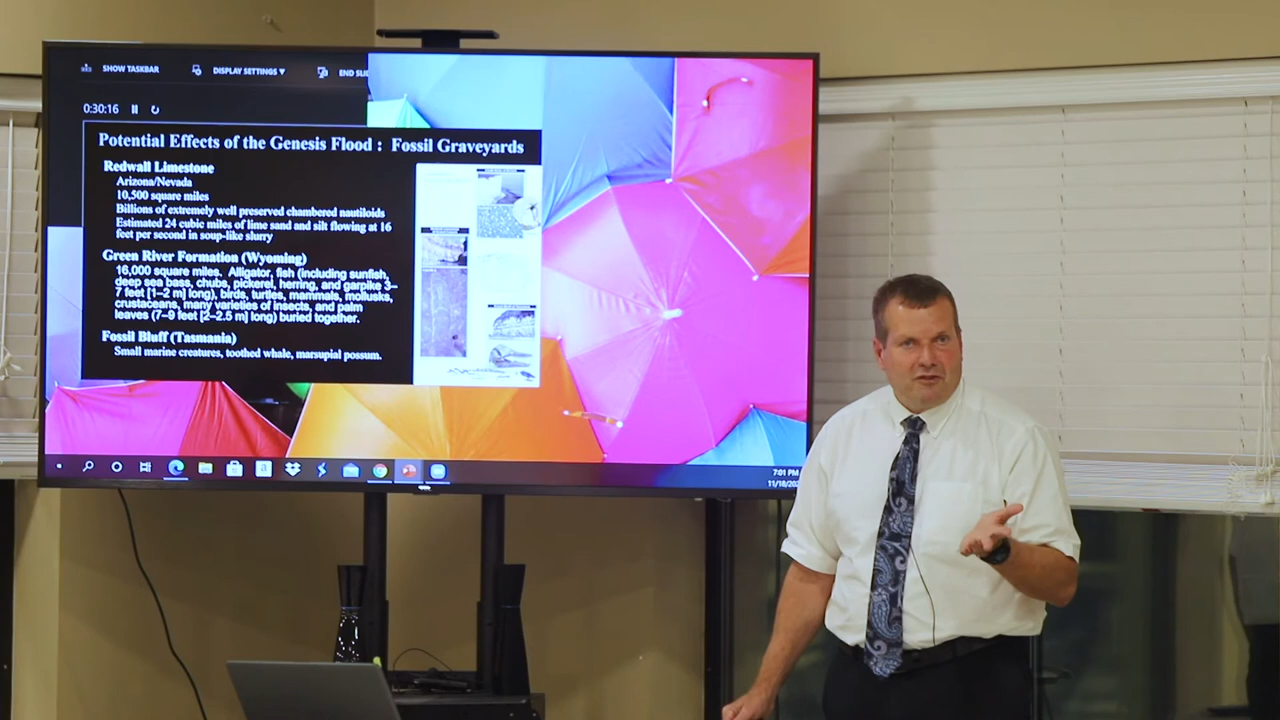 SHOW TASKBAR
DISPLAY SETTINGS ▼
END SLI
0:30:16
Potential Effects of the Genesis Flood : Fossil Graveyards
Redwall Limestone
Arizona/Nevada
10,500 square miles
Billions of extremely well preserved chambered nautiloids
Estimated 24 cubic miles of lime sand and silt flowing at 16
feet per second in soup-like slurry
Green River Formation (Wyoming)
16,000 square miles. Alligator, fish (including sunfish,
deep sea bass, chubs, pickerel, herring, and garpike 3–
7 feet [1–2 m] long), birds, turtles, mammals, mollusks,
crustaceans, many varieties of insects, and palm
leaves (7–9 feet [2–2.5 m] long) buried together.
Fossil Bluff (Tasmania)
Small marine creatures, toothed whale, marsupial possum.
7:01 PM
11/18/202